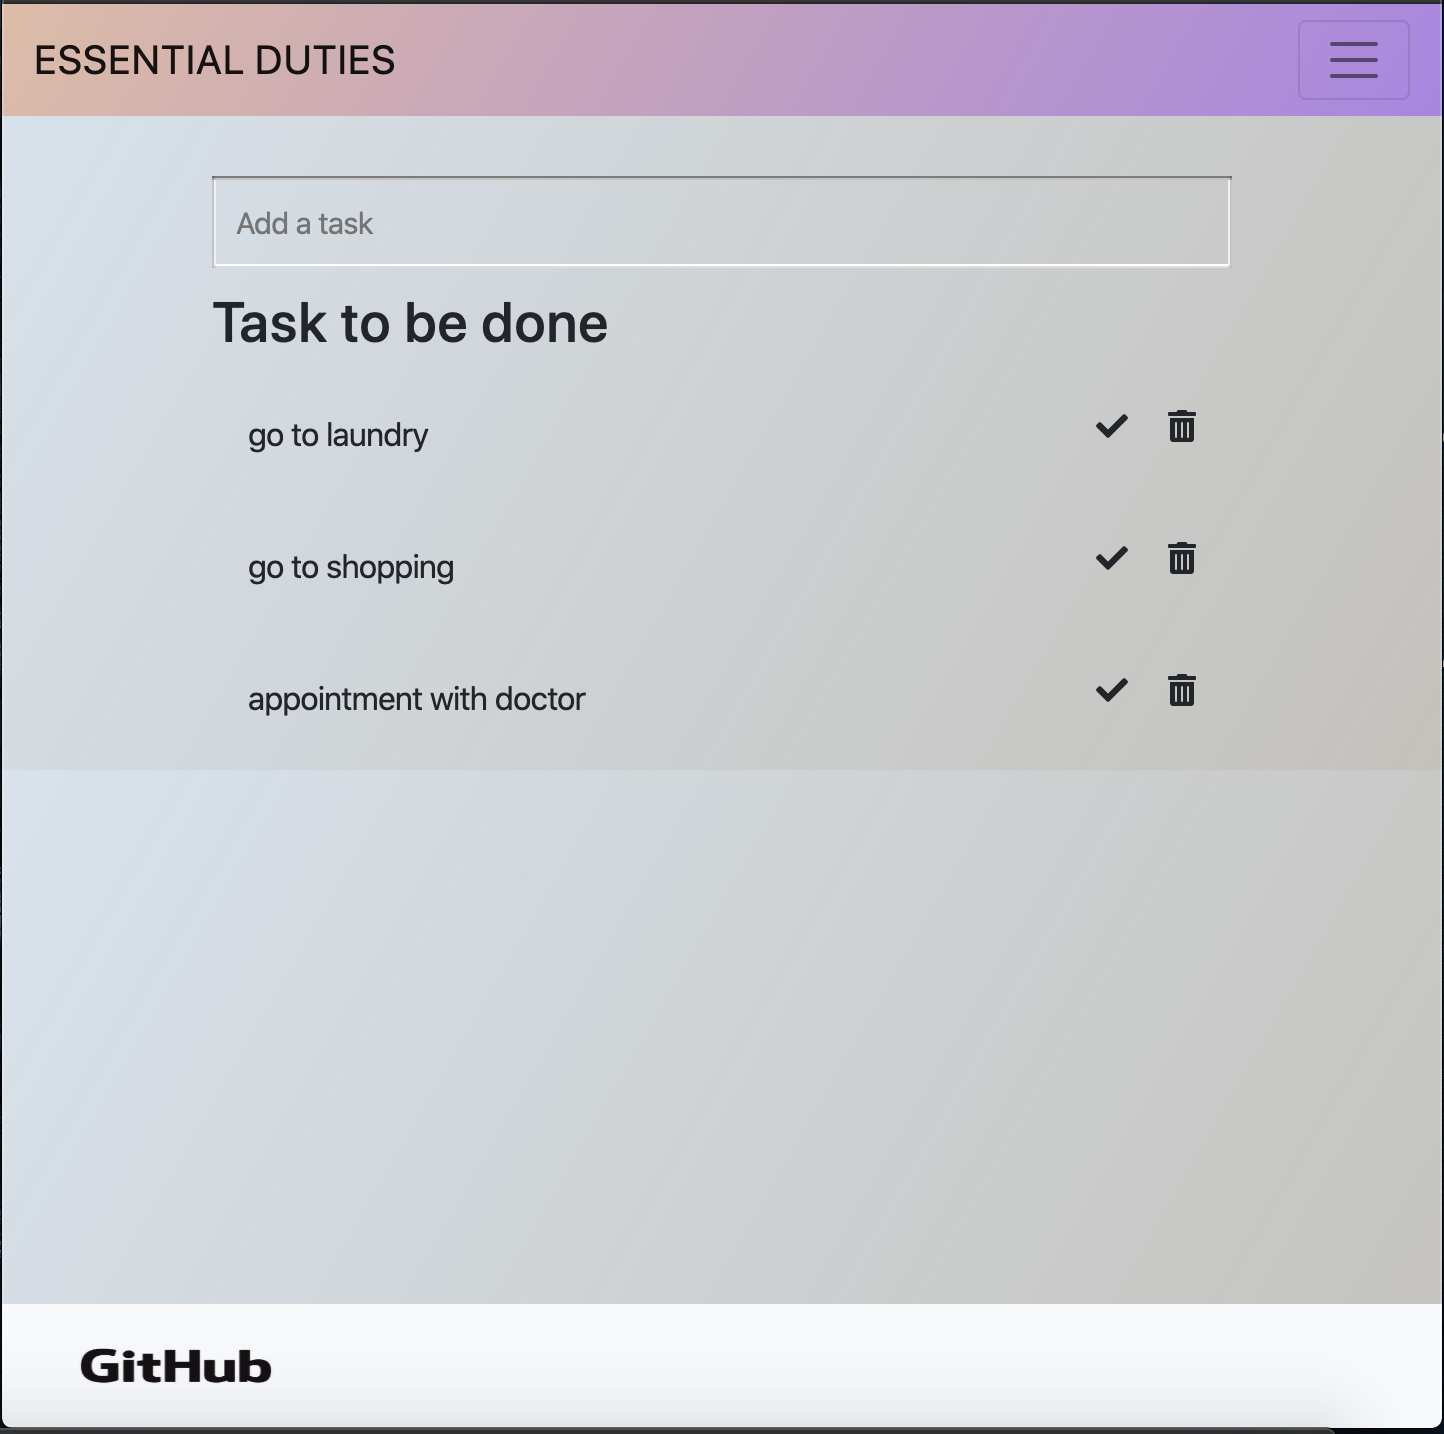 ESSENTIAL DUTIES
Add a task
Task to be done
go to laundry
go to shopping
appointment with doctor
GitHub